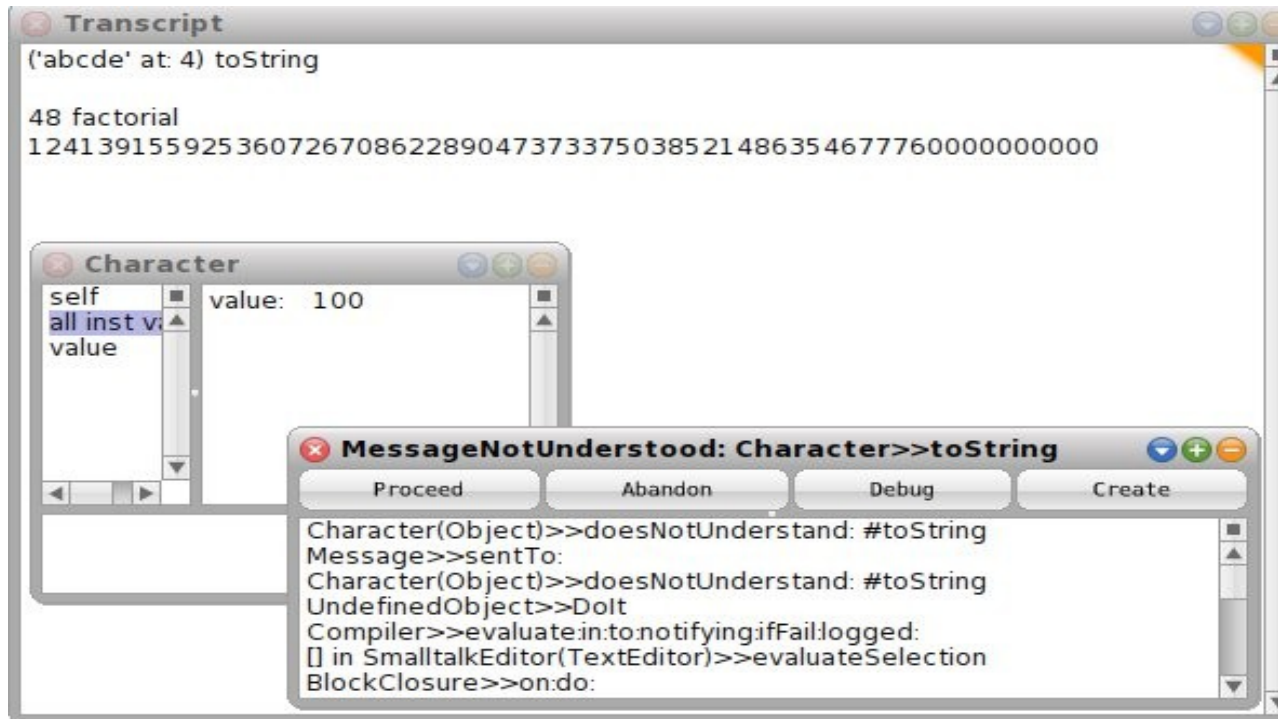 Transcript
('abcde' at: 4) toString
48 factorial
12413915592536072670862289047373375038521486354677760000000000
Character
self
all inst va
value
value: 100
MessageNotUnderstood: Character>>toString
Proceed
Abandon
Debug
Create
Character(Object)>>doesNotUnderstand: #toString
Message>>sentTo:
Character(Object)>>doesNotUnderstand: #toString
UndefinedObject>>DoIt
Compiler>>evaluate:in:to:notifying:ifFail:logged:
[] in SmalltalkEditor(TextEditor)>>evaluateSelection
BlockClosure>>on:do: